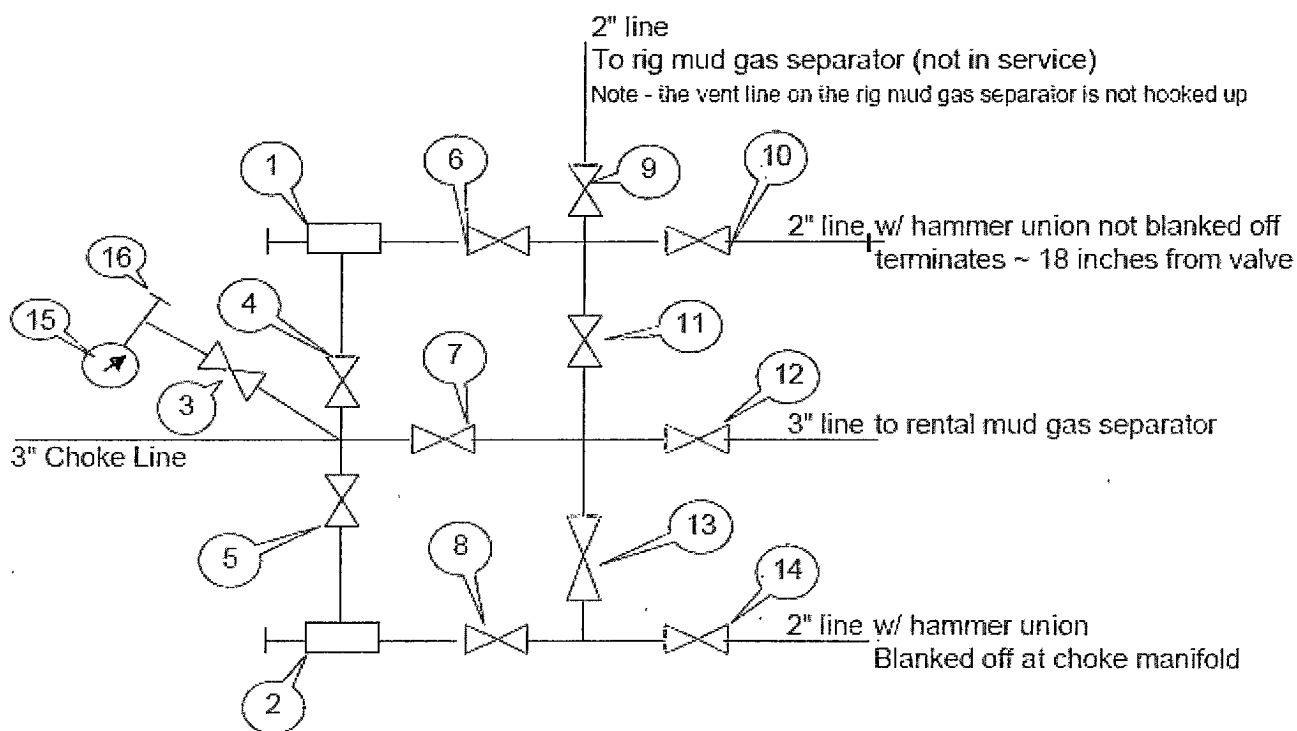 2" line
To rig mud gas separator (not in service)
Note - the vent line on the rig mud gas separator is not hooked up
1
6
9
10
2" line w/ hammer union not blanked off
terminates ~ 18 inches from valve
16
15
4
3
7
11
12
3" Choke Line
3" line to rental mud gas separator
5
8
13
14
2" line w/ hammer union
Blanked off at choke manifold
2